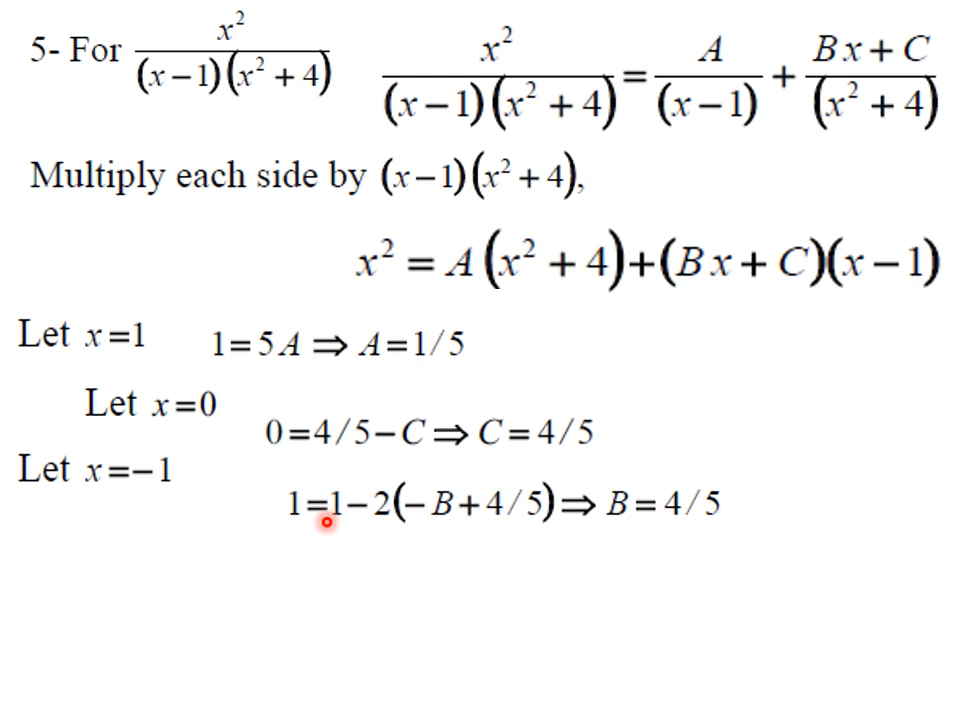 5- For x²/((x−1)(x²+4))    x²/((x−1)(x²+4)) = A/(x−1) + (Bx+C)/(x²+4)
Multiply each side by (x−1)(x²+4),
x² = A(x²+4)+(Bx+C)(x−1)
Let x=1    1=5A ⇒ A=1/5
Let x=0    0=4/5−C ⇒ C=4/5
Let x=−1    1=1−2(−B+4/5) ⇒ B=4/5